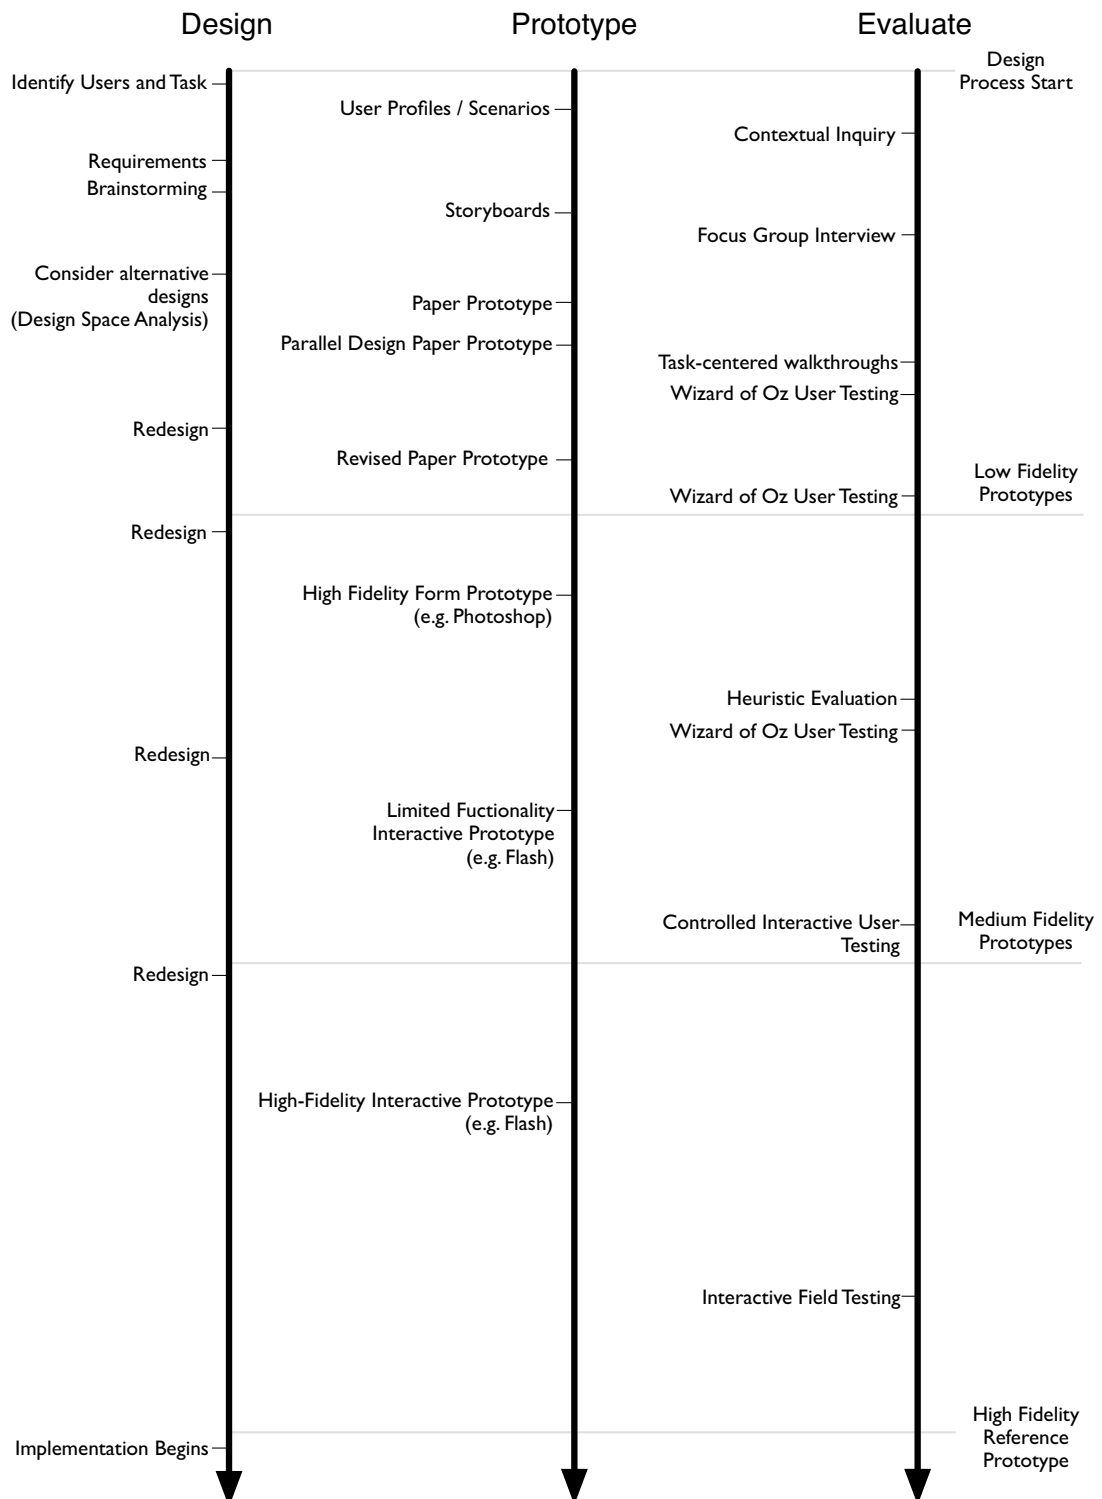 Design
Prototype
Evaluate
Design
Process Start
Identify Users and Task
User Profiles / Scenarios
Contextual Inquiry
Requirements
Brainstorming
Storyboards
Focus Group Interview
Consider alternative
designs
(Design Space Analysis)
Paper Prototype
Parallel Design Paper Prototype
Task-centered walkthroughs
Wizard of Oz User Testing
Redesign
Revised Paper Prototype
Low Fidelity
Prototypes
Wizard of Oz User Testing
Redesign
High Fidelity Form Prototype
(e.g. Photoshop)
Heuristic Evaluation
Wizard of Oz User Testing
Redesign
Limited Fuctionality
Interactive Prototype
(e.g. Flash)
Controlled Interactive User
Testing
Medium Fidelity
Prototypes
Redesign
High-Fidelity Interactive Prototype
(e.g. Flash)
Interactive Field Testing
High Fidelity
Reference
Prototype
Implementation Begins